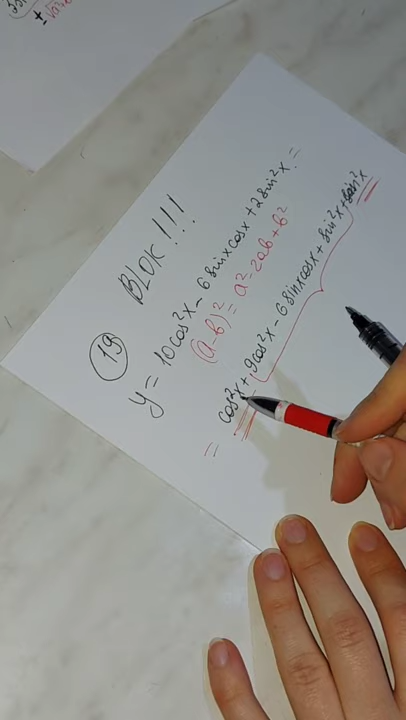 BLOK!!!
19
y = 10cos²x - 6sinxcosx + 2sin²x =
(a-b)² = a² - 2ab + b²
= cos²x + 9cos²x - 6sinxcosx + sin²x + sin²x